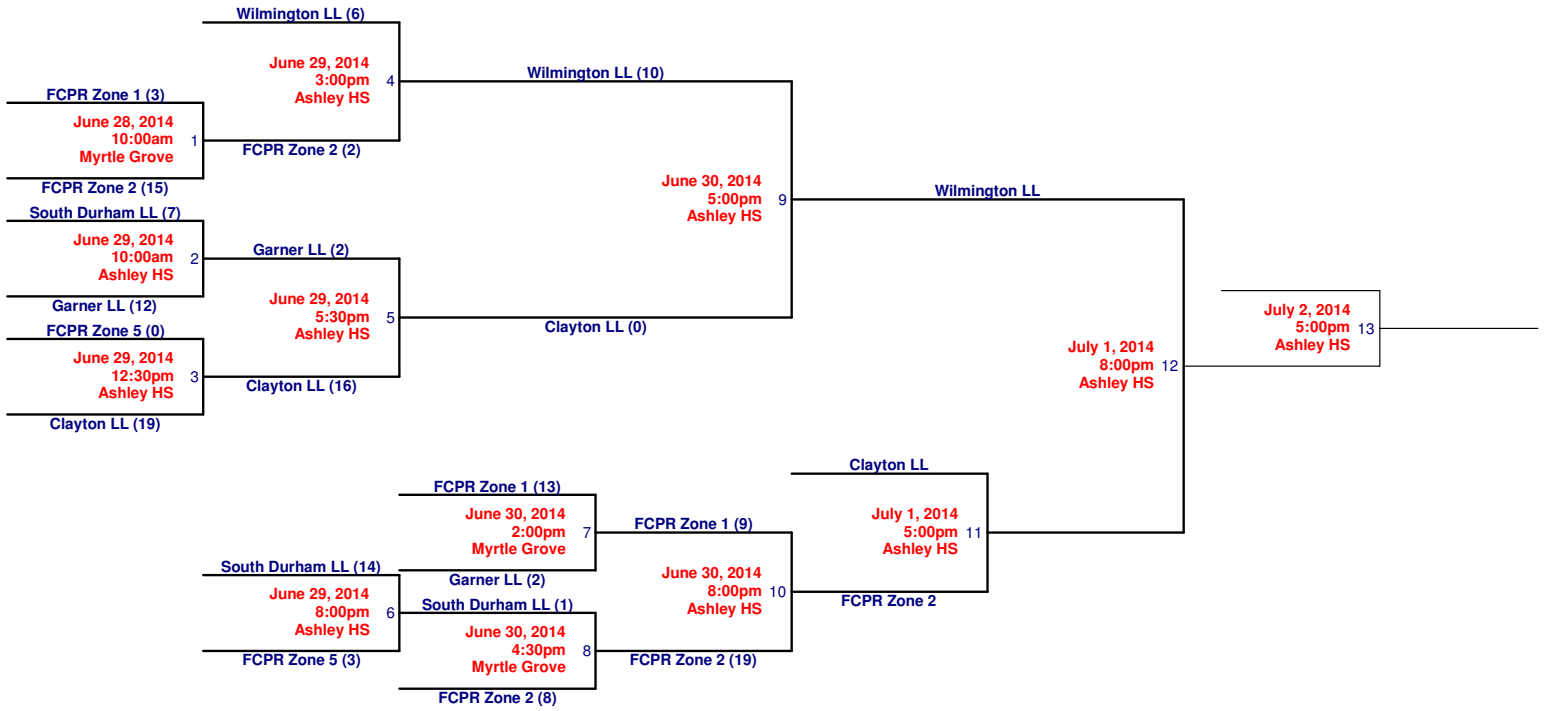 Wilmington LL (6)
June 29, 2014
3:00pm
Ashley HS
4
Wilmington LL (10)
FCPR Zone 1 (3)
June 28, 2014
10:00am
Myrtle Grove
1
FCPR Zone 2 (2)
FCPR Zone 2 (15)
June 30, 2014
5:00pm
Ashley HS
9
Wilmington LL
South Durham LL (7)
June 29, 2014
10:00am
Ashley HS
2
Garner LL (2)
Garner LL (12)
June 29, 2014
5:30pm
Ashley HS
5
Clayton LL (0)
FCPR Zone 5 (0)
June 29, 2014
12:30pm
Ashley HS
3
Clayton LL (16)
Clayton LL (19)
July 2, 2014
5:00pm
Ashley HS
13
July 1, 2014
8:00pm
Ashley HS
12
Clayton LL
July 1, 2014
5:00pm
Ashley HS
11
FCPR Zone 2
FCPR Zone 1 (13)
June 30, 2014
2:00pm
Myrtle Grove
7
FCPR Zone 1 (9)
Garner LL (2)
June 30, 2014
8:00pm
Ashley HS
10
South Durham LL (14)
June 29, 2014
8:00pm
Ashley HS
6
South Durham LL (1)
FCPR Zone 5 (3)
June 30, 2014
4:30pm
Myrtle Grove
8
FCPR Zone 2 (19)
FCPR Zone 2 (8)